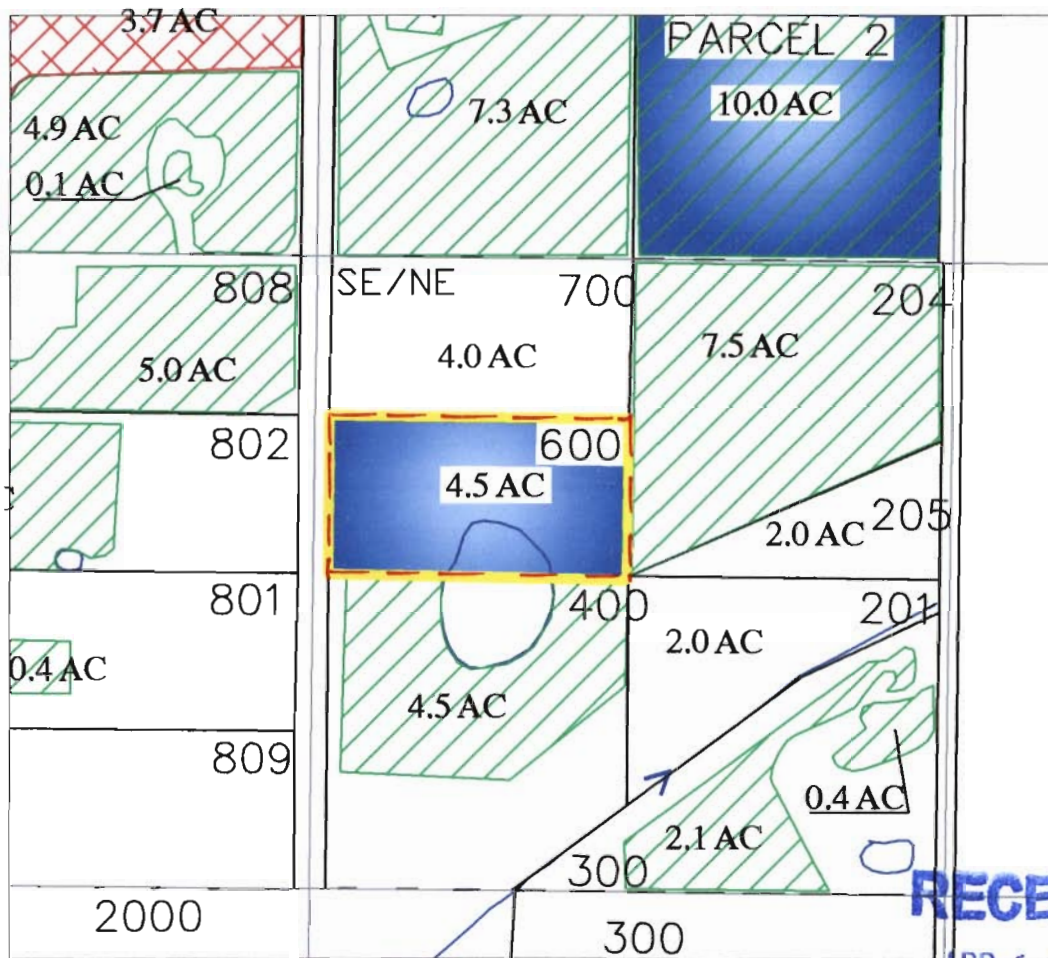 3.7 AC
PARCEL 2
10.0 AC
7.3 AC
4.9 AC
0.1 AC
808
SE/NE
700
204
5.0 AC
4.0 AC
7.5 AC
802
600
4.5 AC
205
2.0 AC
801
400
201
2.0 AC
0.4 AC
4.5 AC
809
0.4 AC
2.1 AC
300
2000
300
RECE